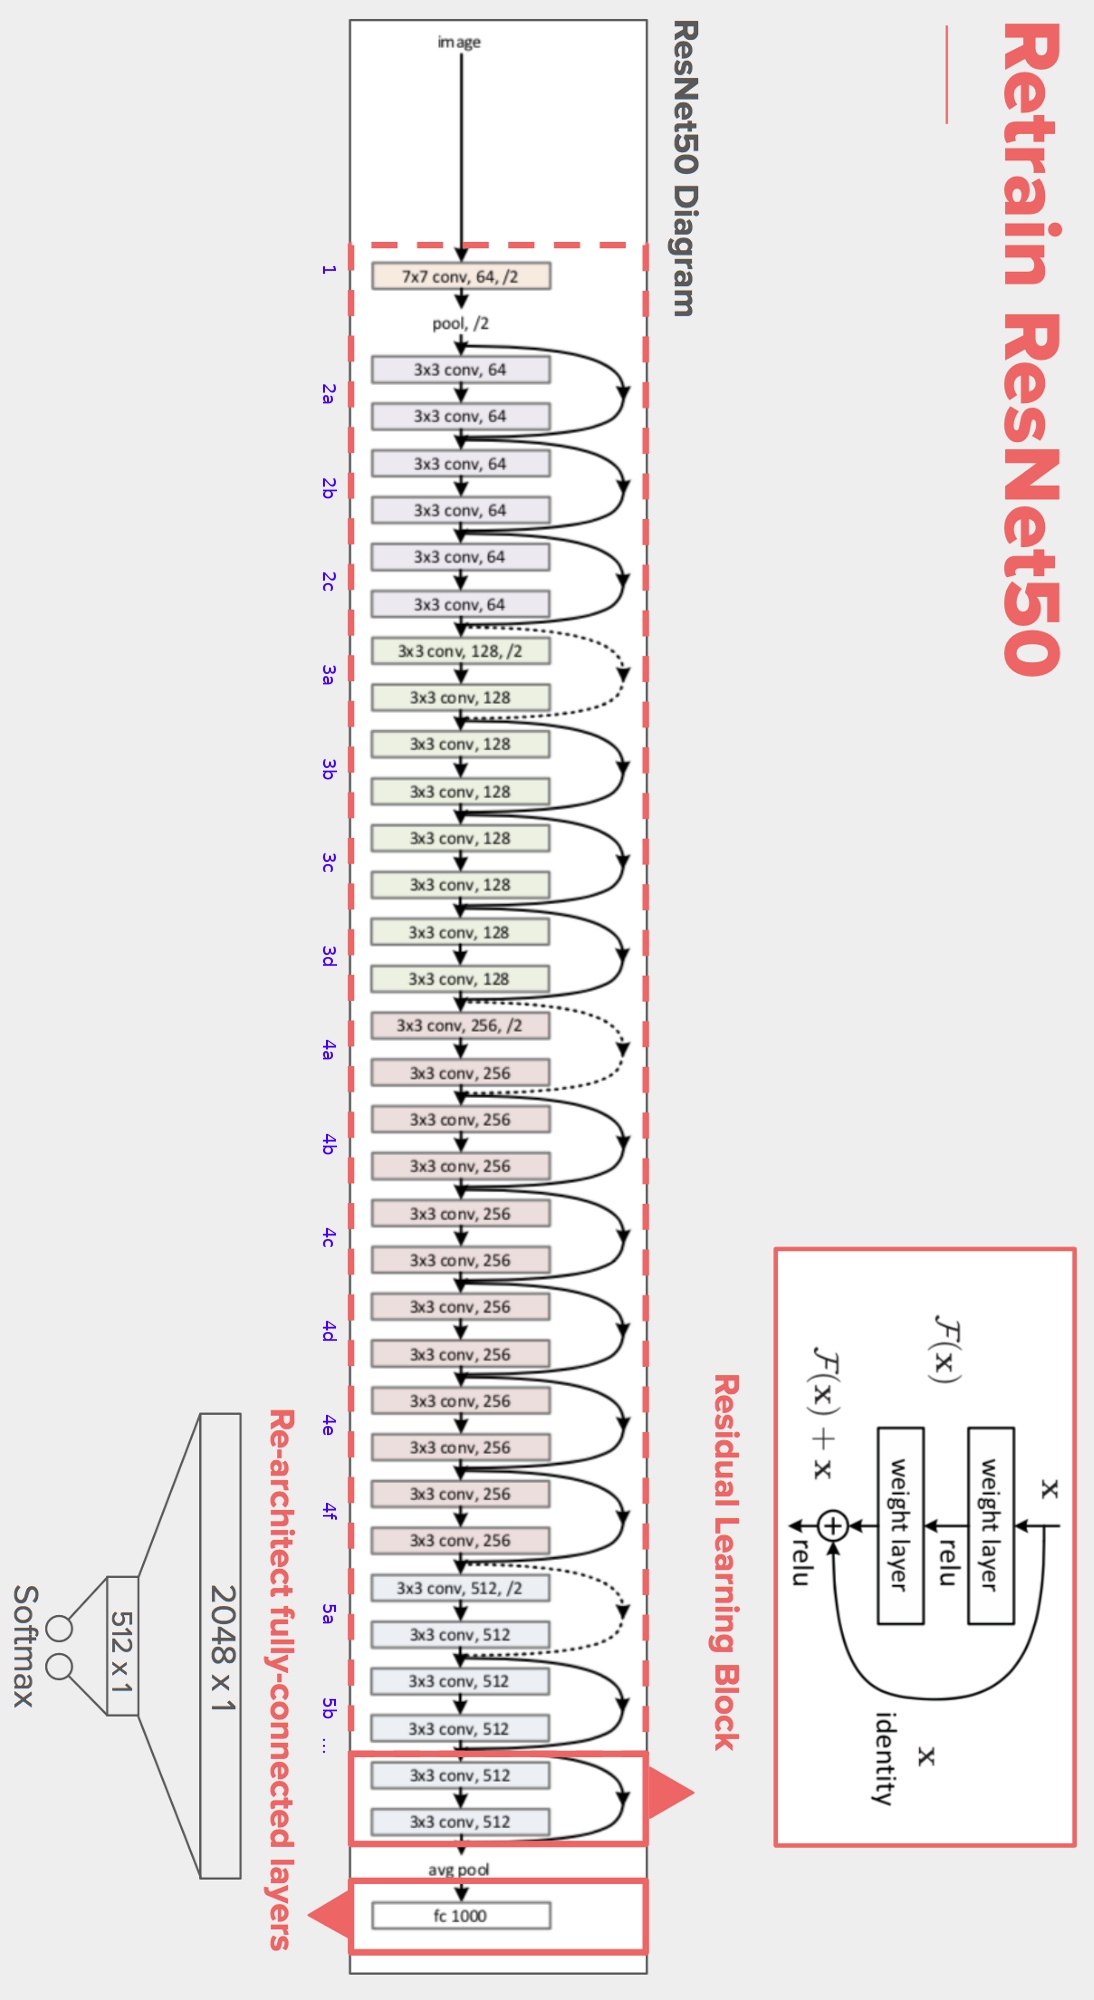 Retrain ResNet50
ResNet50 Diagram
image
7x7 conv, 64, /2
pool, /2
3x3 conv, 64
3x3 conv, 64
3x3 conv, 64
3x3 conv, 64
3x3 conv, 64
3x3 conv, 64
3x3 conv, 128, /2
3x3 conv, 128
3x3 conv, 128
3x3 conv, 128
3x3 conv, 128
3x3 conv, 128
3x3 conv, 128
3x3 conv, 128
3x3 conv, 256, /2
3x3 conv, 256
3x3 conv, 256
3x3 conv, 256
3x3 conv, 256
3x3 conv, 256
3x3 conv, 256
3x3 conv, 256
3x3 conv, 256
3x3 conv, 256
3x3 conv, 256
3x3 conv, 256
3x3 conv, 512, /2
3x3 conv, 512
3x3 conv, 512
3x3 conv, 512
3x3 conv, 512
3x3 conv, 512
avg pool
fc 1000
1
2a
2b
2c
3a
3b
3c
3d
4a
4b
4c
4d
4e
4f
5a
5b ...
x
weight layer
F(x)
relu
weight layer
x
identity
F(x) + x
relu
Residual Learning Block
Re-architect fully-connected layers
2048 x 1
512 x 1
Softmax